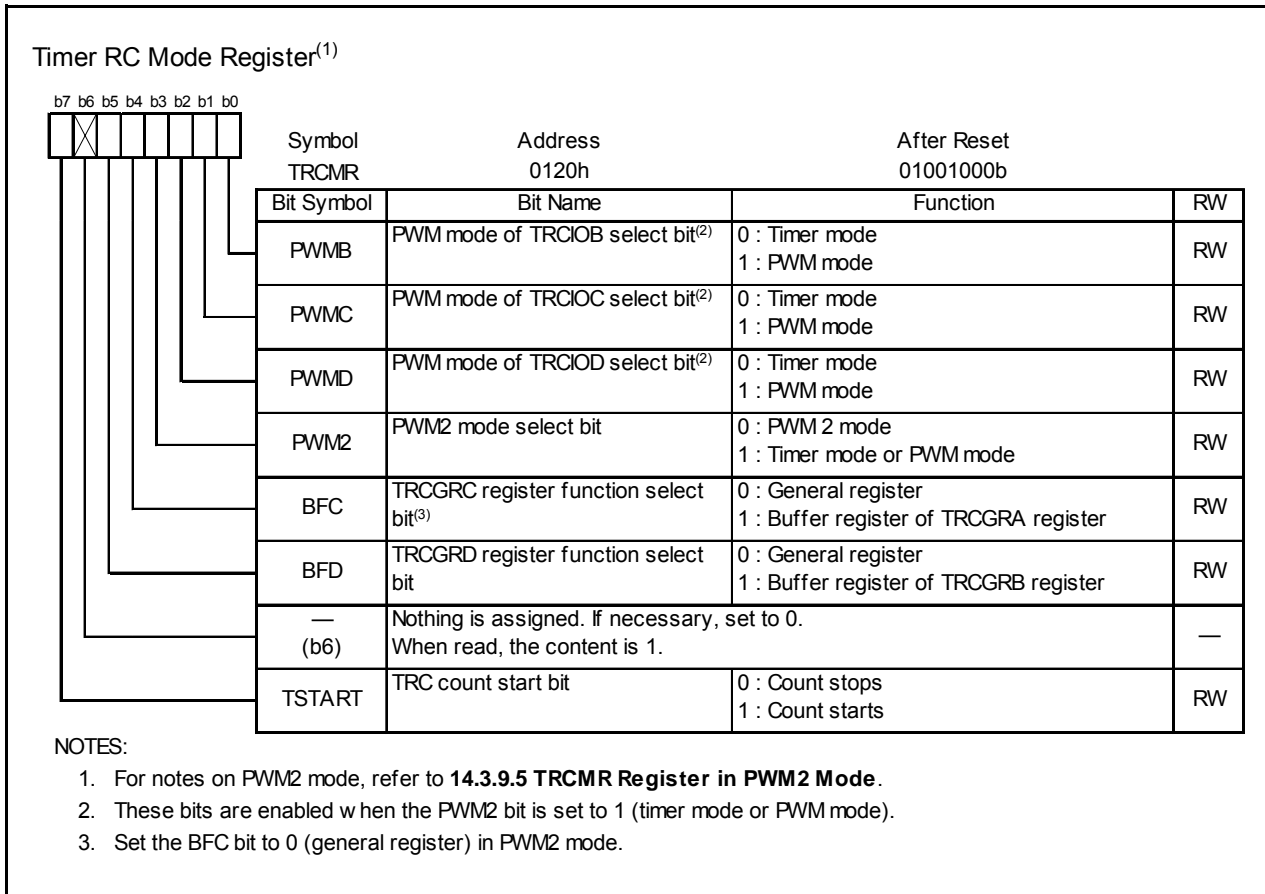 Timer RC Mode Register(1)
b7 b6 b5 b4 b3 b2 b1 b0
Symbol Address After Reset
TRCMR 0120h 01001000b
Bit Symbol Bit Name Function RW
PWMB PWM mode of TRCIOB select bit(2) 0 : Timer mode RW
1 : PWM mode
PWMC PWM mode of TRCIOC select bit(2) 0 : Timer mode RW
1 : PWM mode
PWMD PWM mode of TRCIOD select bit(2) 0 : Timer mode RW
1 : PWM mode
PWM2 PWM2 mode select bit 0 : PWM 2 mode RW
1 : Timer mode or PWM mode
BFC TRCGRC register function select 0 : General register RW
bit(3) 1 : Buffer register of TRCGRA register
BFD TRCGRD register function select 0 : General register RW
bit 1 : Buffer register of TRCGRB register
— Nothing is assigned. If necessary, set to 0. —
(b6) When read, the content is 1.
TSTART TRC count start bit 0 : Count stops RW
1 : Count starts
NOTES:
1. For notes on PWM2 mode, refer to 14.3.9.5 TRCMR Register in PWM2 Mode.
2. These bits are enabled w hen the PWM2 bit is set to 1 (timer mode or PWM mode).
3. Set the BFC bit to 0 (general register) in PWM2 mode.